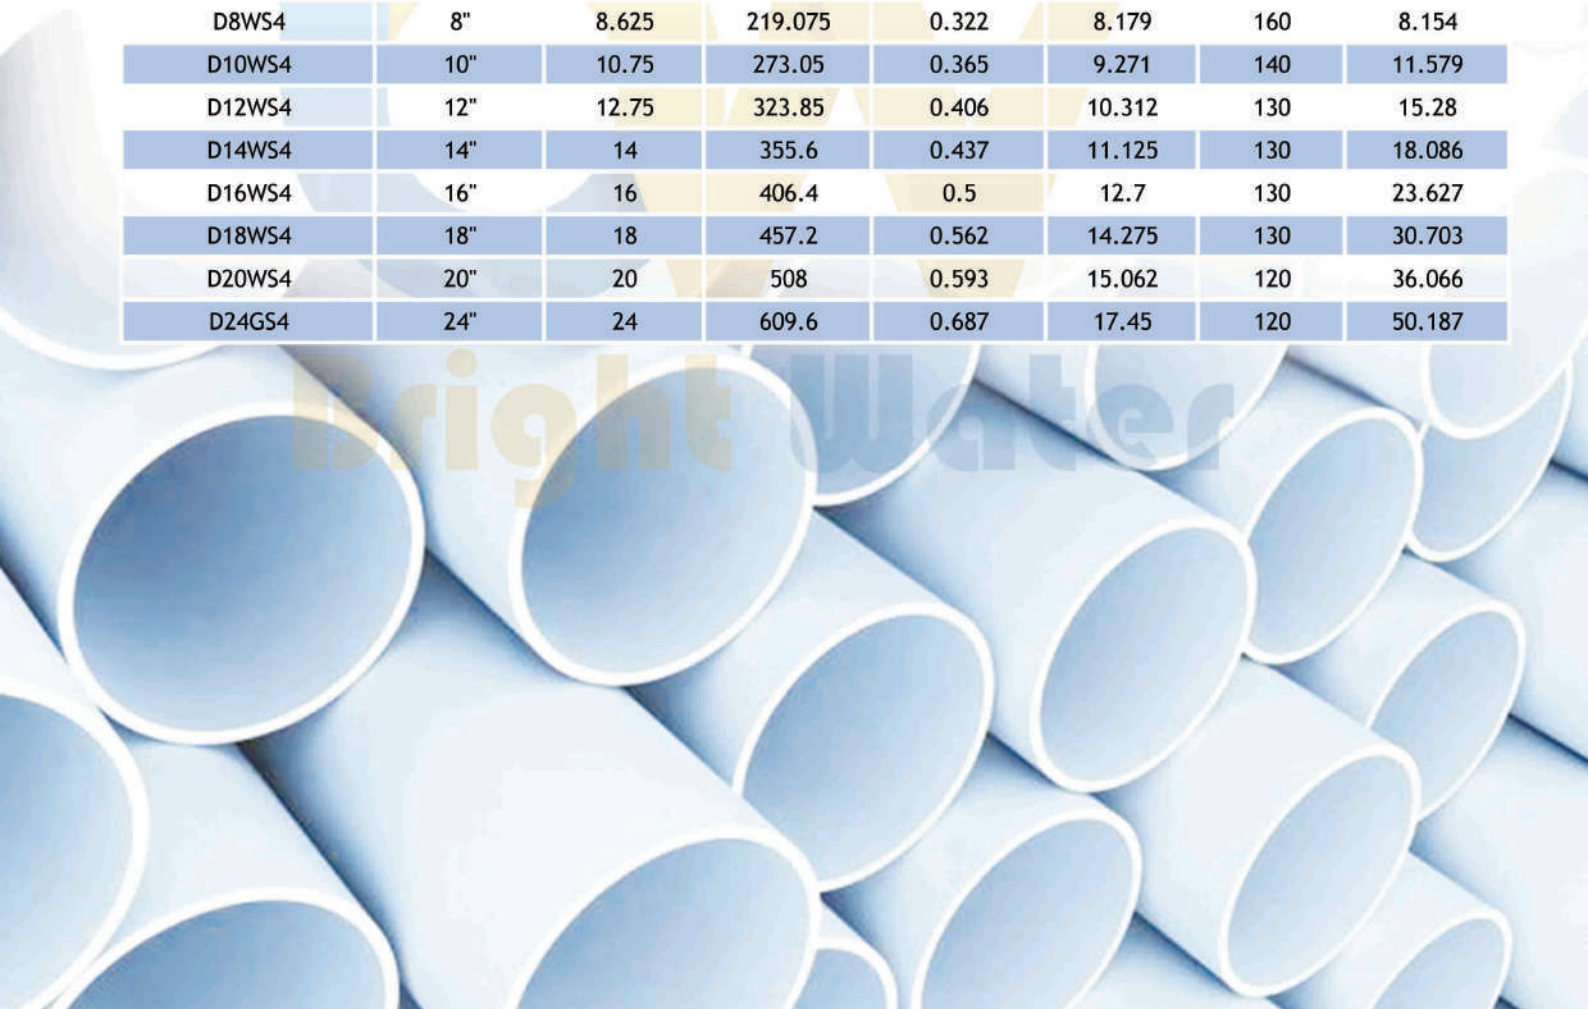 D8WS4 8" 8.625 219.075 0.322 8.179 160 8.154
D10WS4 10" 10.75 273.05 0.365 9.271 140 11.579
D12WS4 12" 12.75 323.85 0.406 10.312 130 15.28
D14WS4 14" 14 355.6 0.437 11.125 130 18.086
D16WS4 16" 16 406.4 0.5 12.7 130 23.627
D18WS4 18" 18 457.2 0.562 14.275 130 30.703
D20WS4 20" 20 508 0.593 15.062 120 36.066
D24GS4 24" 24 609.6 0.687 17.45 120 50.187
Bright Water